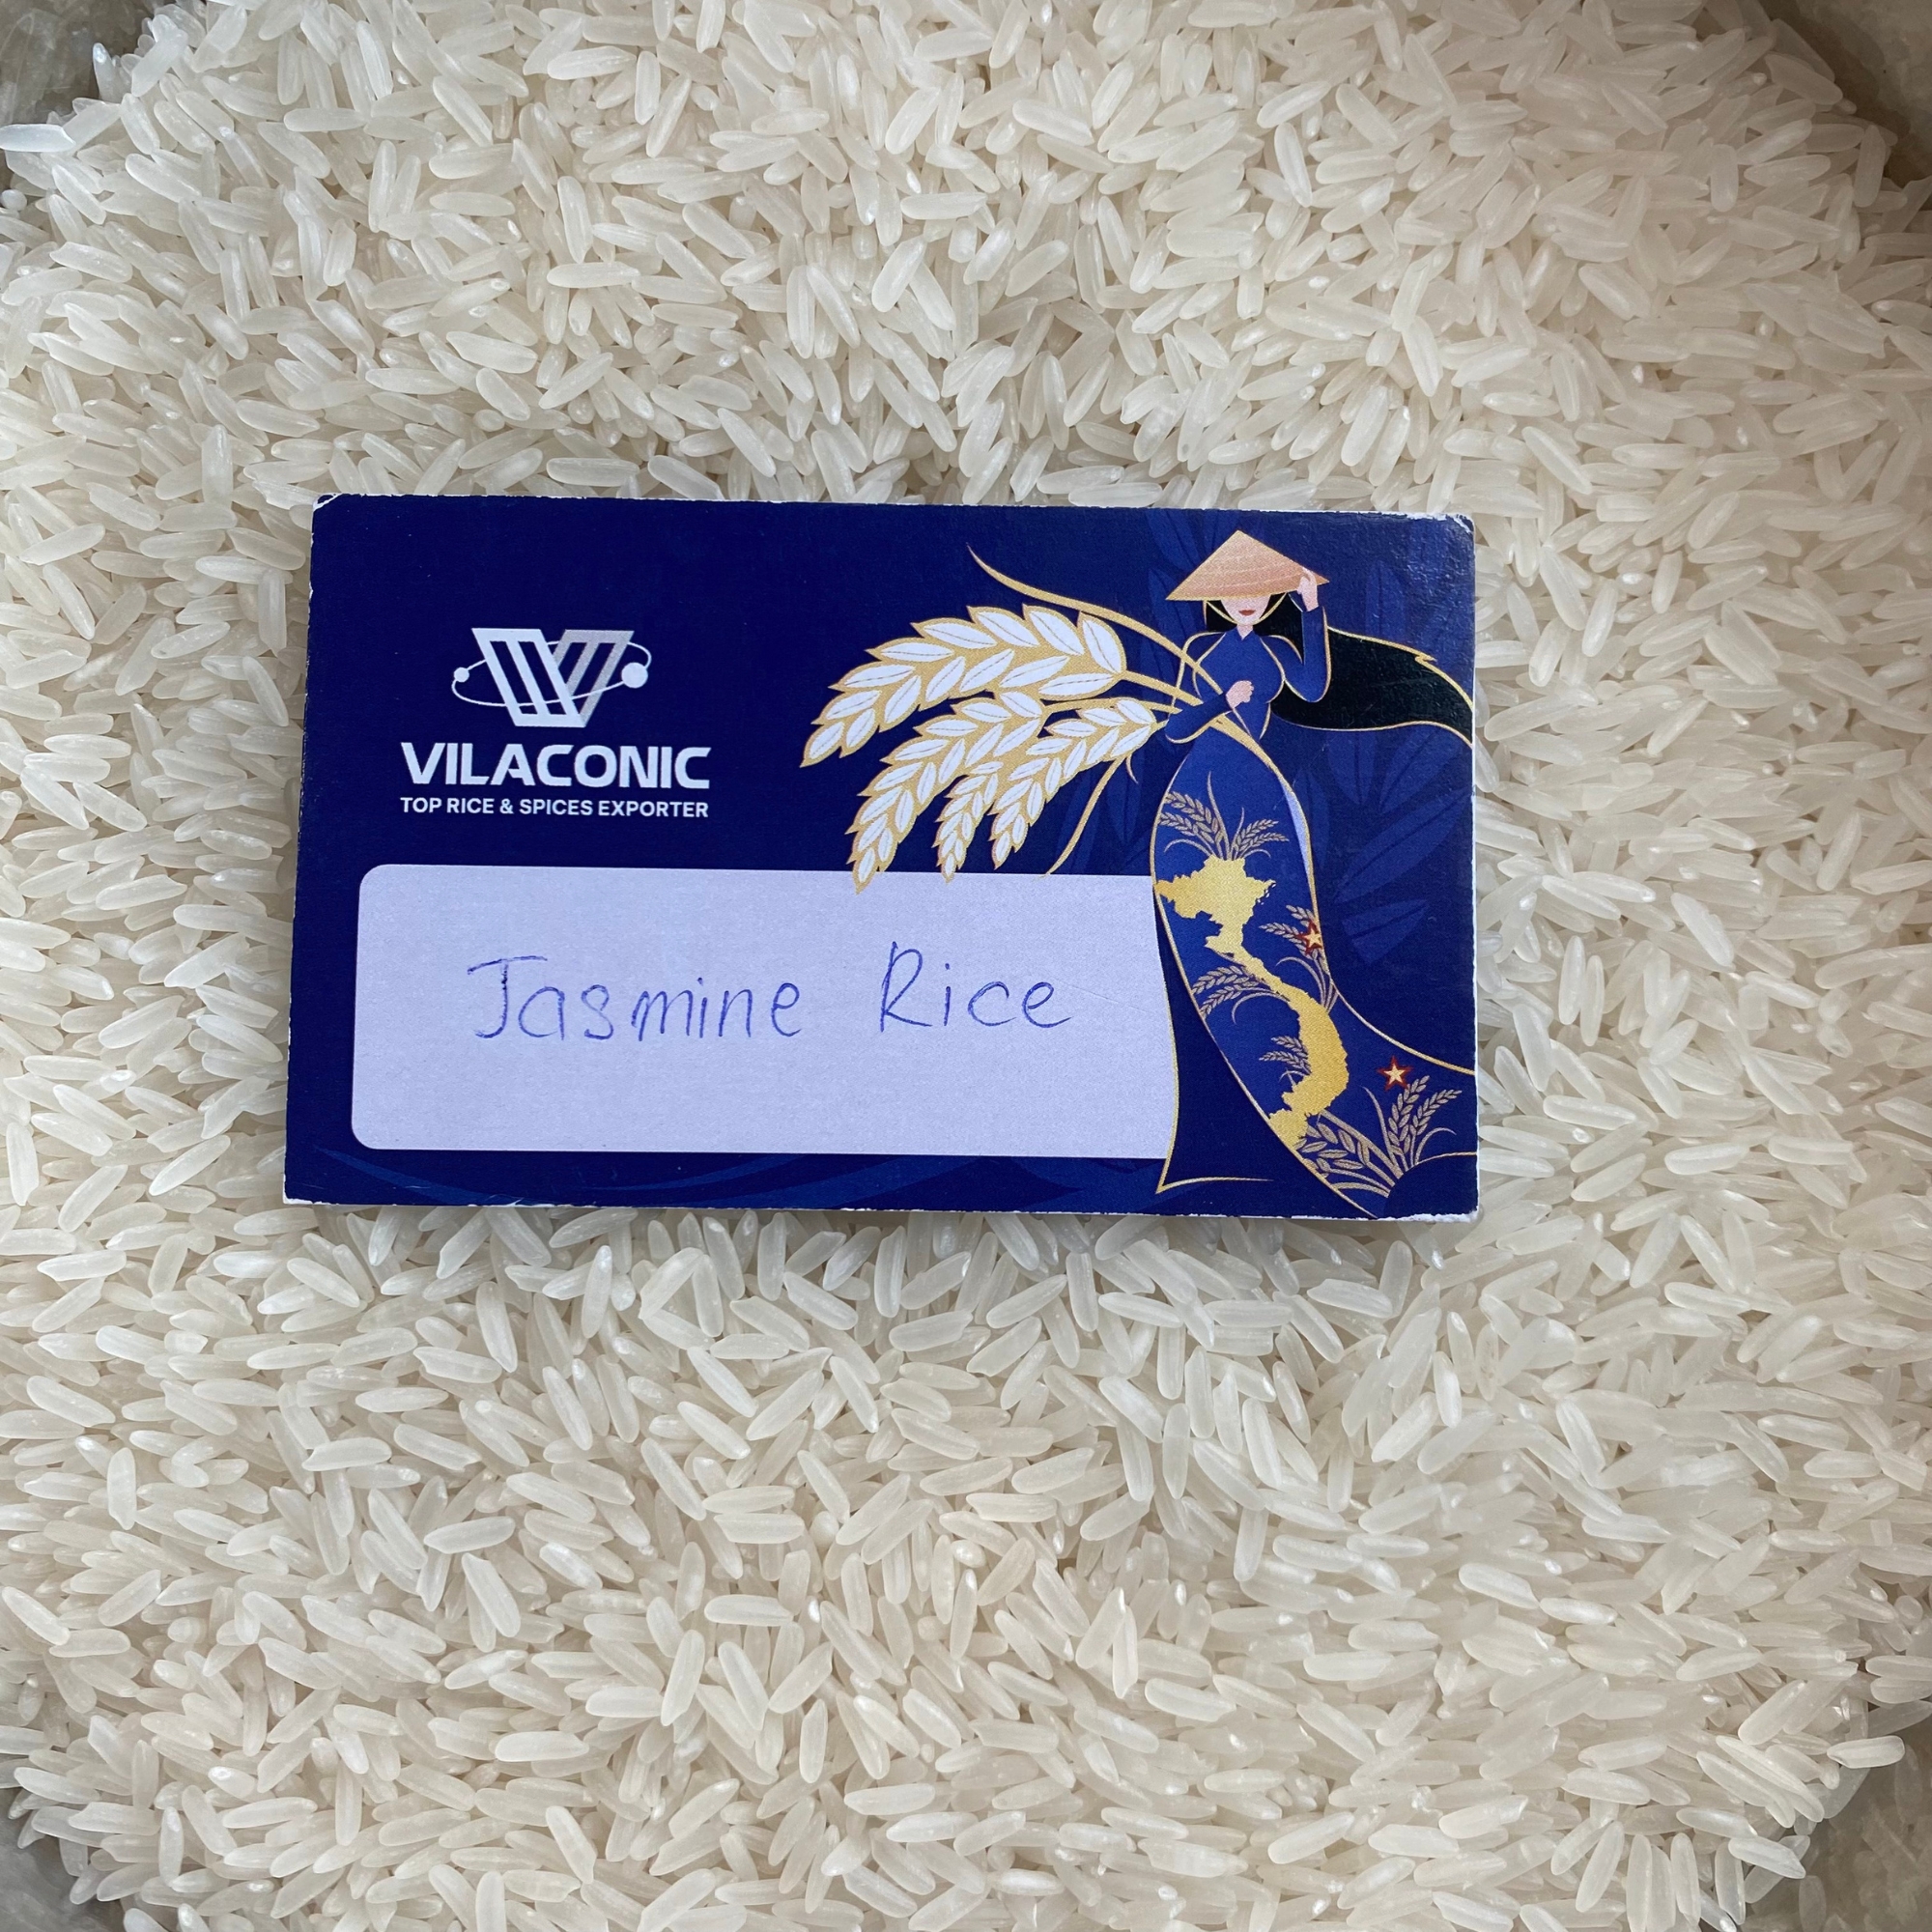 VILACONIC
TOP RICE & SPICES EXPORTER
Jasmine Rice